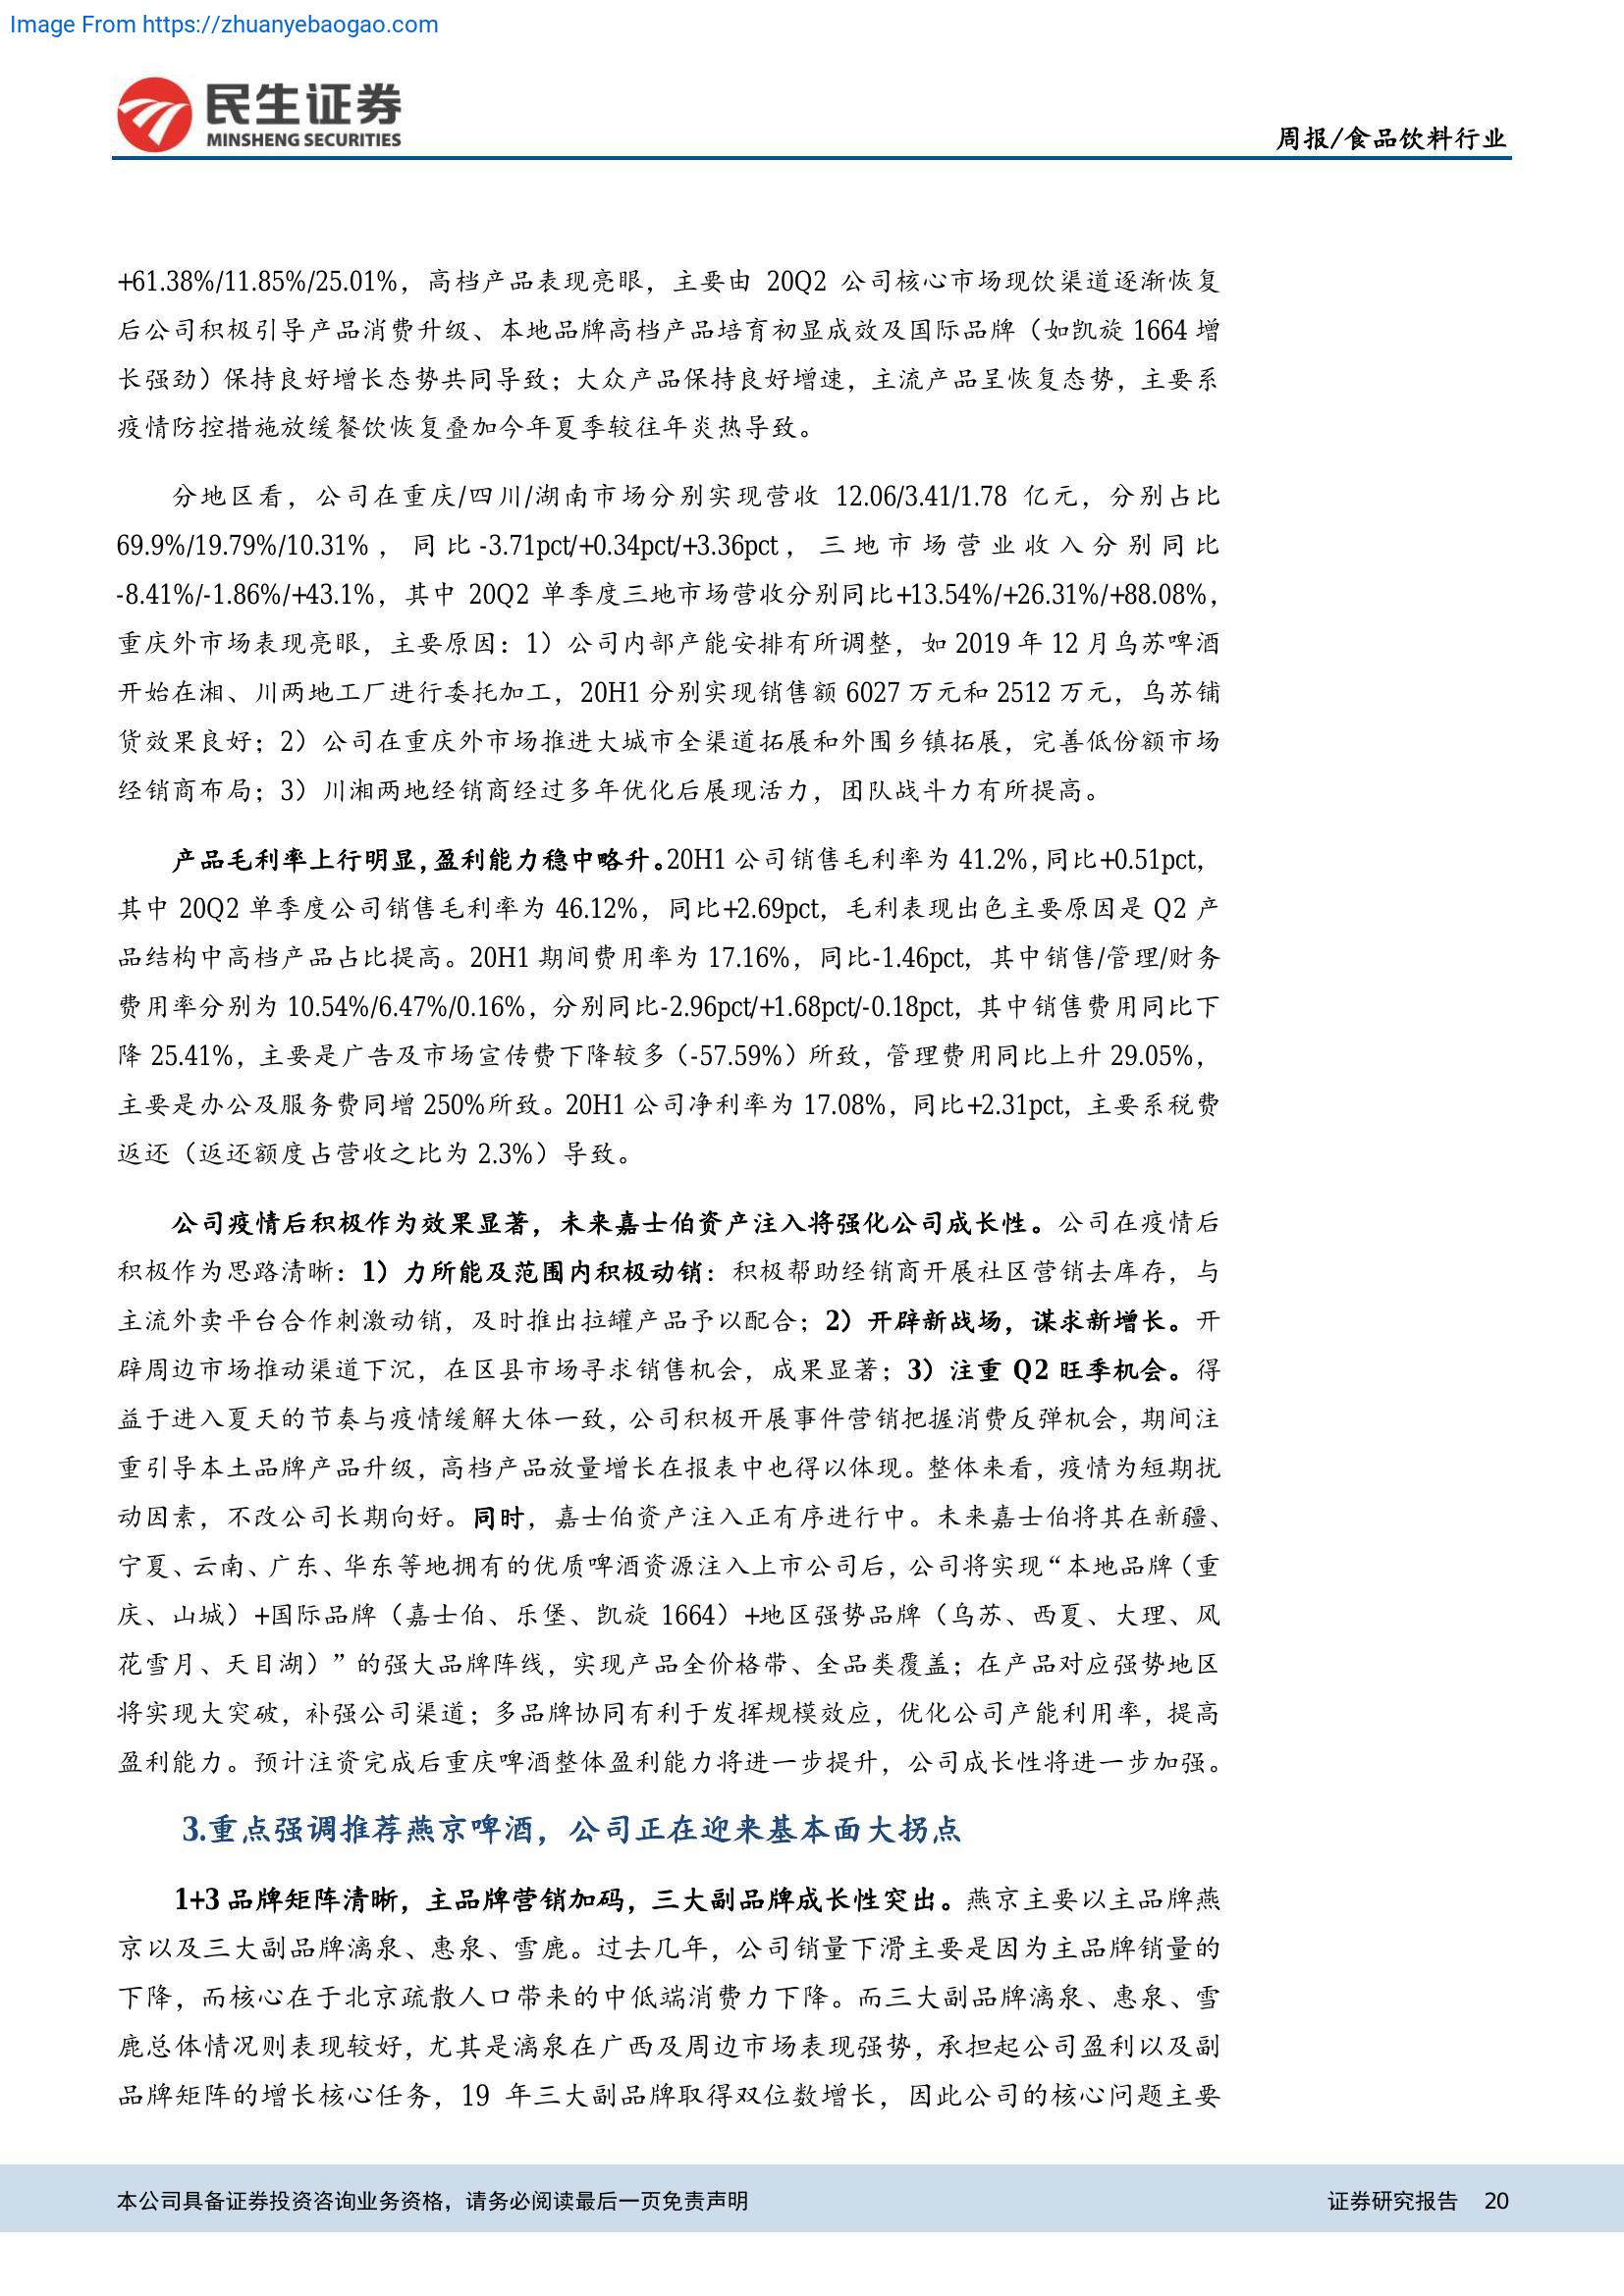 Image From https://zhuanyebaogao.com
民生证券
MINSHENG SECURITIES
周报/食品饮料行业
+61.38%/11.85%/25.01%，高档产品表现亮眼，主要由 20Q2 公司核心市场现饮渠道逐渐恢复
后公司积极引导产品消费升级、本地品牌高档产品培育初显成效及国际品牌（如凯旋 1664 增
长强劲）保持良好增长态势共同导致；大众产品保持良好增速，主流产品呈恢复态势，主要系
疫情防控措施放缓餐饮恢复叠加今年夏季较往年炎热导致。
分地区看，公司在重庆/四川/湖南市场分别实现营收 12.06/3.41/1.78 亿元，分别占比
69.9%/19.79%/10.31%，同比-3.71pct/+0.34pct/+3.36pct，三地市场营业收入分别同比
-8.41%/-1.86%/+43.1%，其中 20Q2 单季度三地市场营收分别同比+13.54%/+26.31%/+88.08%，
重庆外市场表现亮眼，主要原因：1）公司内部产能安排有所调整，如 2019 年 12 月乌苏啤酒
开始在湘、川两地工厂进行委托加工，20H1 分别实现销售额 6027 万元和 2512 万元，乌苏铺
货效果良好；2）公司在重庆外市场推进大城市全渠道拓展和外围乡镇拓展，完善低份额市场
经销商布局；3）川湘两地经销商经过多年优化后展现活力，团队战斗力有所提高。
产品毛利率上行明显，盈利能力稳中略升。20H1 公司销售毛利率为 41.2%，同比+0.51pct，
其中 20Q2 单季度公司销售毛利率为 46.12%，同比+2.69pct，毛利表现出色主要原因是 Q2 产
品结构中高档产品占比提高。20H1 期间费用率为 17.16%，同比-1.46pct，其中销售/管理/财务
费用率分别为 10.54%/6.47%/0.16%，分别同比-2.96pct/+1.68pct/-0.18pct，其中销售费用同比下
降 25.41%，主要是广告及市场宣传费下降较多（-57.59%）所致，管理费用同比上升 29.05%，
主要是办公及服务费同增 250%所致。20H1 公司净利率为 17.08%，同比+2.31pct，主要系税费
返还（返还额度占营收之比为 2.3%）导致。
公司疫情后积极作为效果显著，未来嘉士伯资产注入将强化公司成长性。公司在疫情后
积极作为思路清晰：1）力所能及范围内积极动销：积极帮助经销商开展社区营销去库存，与
主流外卖平台合作刺激动销，及时推出拉罐产品予以配合；2）开辟新战场，谋求新增长。开
辟周边市场推动渠道下沉，在区县市场寻求销售机会，成果显著；3）注重 Q2 旺季机会。得
益于进入夏天的节奏与疫情缓解大体一致，公司积极开展事件营销把握消费反弹机会，期间注
重引导本土品牌产品升级，高档产品放量增长在报表中也得以体现。整体来看，疫情为短期扰
动因素，不改公司长期向好。同时，嘉士伯资产注入正有序进行中。未来嘉士伯将其在新疆、
宁夏、云南、广东、华东等地拥有的优质啤酒资源注入上市公司后，公司将实现“本地品牌（重
庆、山城）+国际品牌（嘉士伯、乐堡、凯旋 1664）+地区强势品牌（乌苏、西夏、大理、风
花雪月、天目湖）”的强大品牌阵线，实现产品全价格带、全品类覆盖；在产品对应强势地区
将实现大突破，补强公司渠道；多品牌协同有利于发挥规模效应，优化公司产能利用率，提高
盈利能力。预计注资完成后重庆啤酒整体盈利能力将进一步提升，公司成长性将进一步加强。
3.重点强调推荐燕京啤酒，公司正在迎来基本面大拐点
1+3 品牌矩阵清晰，主品牌营销加码，三大副品牌成长性突出。燕京主要以主品牌燕
京以及三大副品牌漓泉、惠泉、雪鹿。过去几年，公司销量下滑主要是因为主品牌销量的
下降，而核心在于北京疏散人口带来的中低端消费力下降。而三大副品牌漓泉、惠泉、雪
鹿总体情况则表现较好，尤其是漓泉在广西及周边市场表现强势，承担起公司盈利以及副
品牌矩阵的增长核心任务，19 年三大副品牌取得双位数增长，因此公司的核心问题主要
本公司具备证券投资咨询业务资格，请务必阅读最后一页免责声明
证券研究报告 20